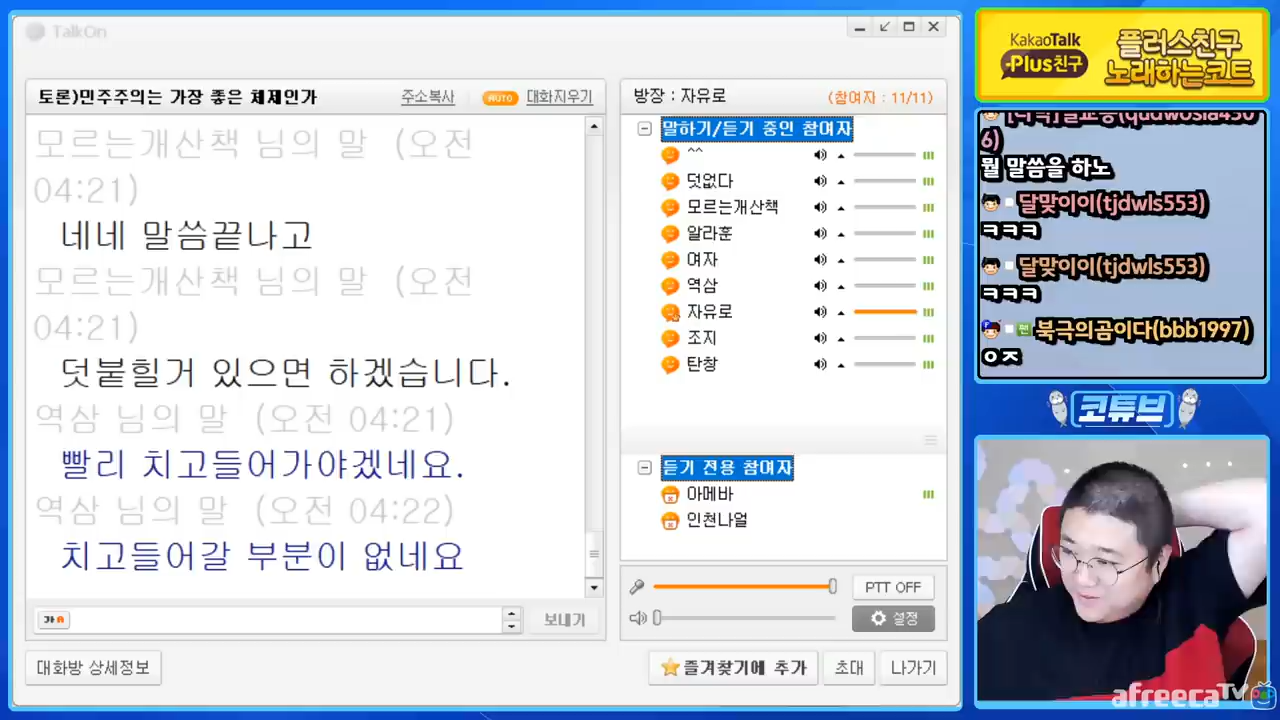 TalkOn
토론)민주주의는 가장 좋은 체제인가
주소복사
AUTO
대화지우기
모르는개산책 님의 말 (오전
04:21)
네네 말씀끝나고
모르는개산책 님의 말 (오전
04:21)
덧붙힐거 있으면 하겠습니다.
역삼 님의 말 (오전 04:21)
빨리 치고들어가야겠네요.
역삼 님의 말 (오전 04:22)
치고들어갈 부분이 없네요
가
보내기
대화방 상세정보
방장 : 자유로
(참여자 : 11/11)
말하기/듣기 중인 참여자
^^
덧없다
모르는개산책
알라훈
여자
역삼
자유로
조지
탄창
듣기 전용 참여자
아메바
인천나얼
PTT OFF
설정
즐겨찾기에 추가
초대
나가기
KakaoTalk
Plus친구
플러스친구
노래하는코트
6)
뭘 말씀을 하노
달맞이이(tjdwls553)
ㅋㅋㅋ
달맞이이(tjdwls553)
ㅋㅋㅋ
팬 북극의곰이다(bbb1997)
ㅇㅈ
코튜브
afreecaTV